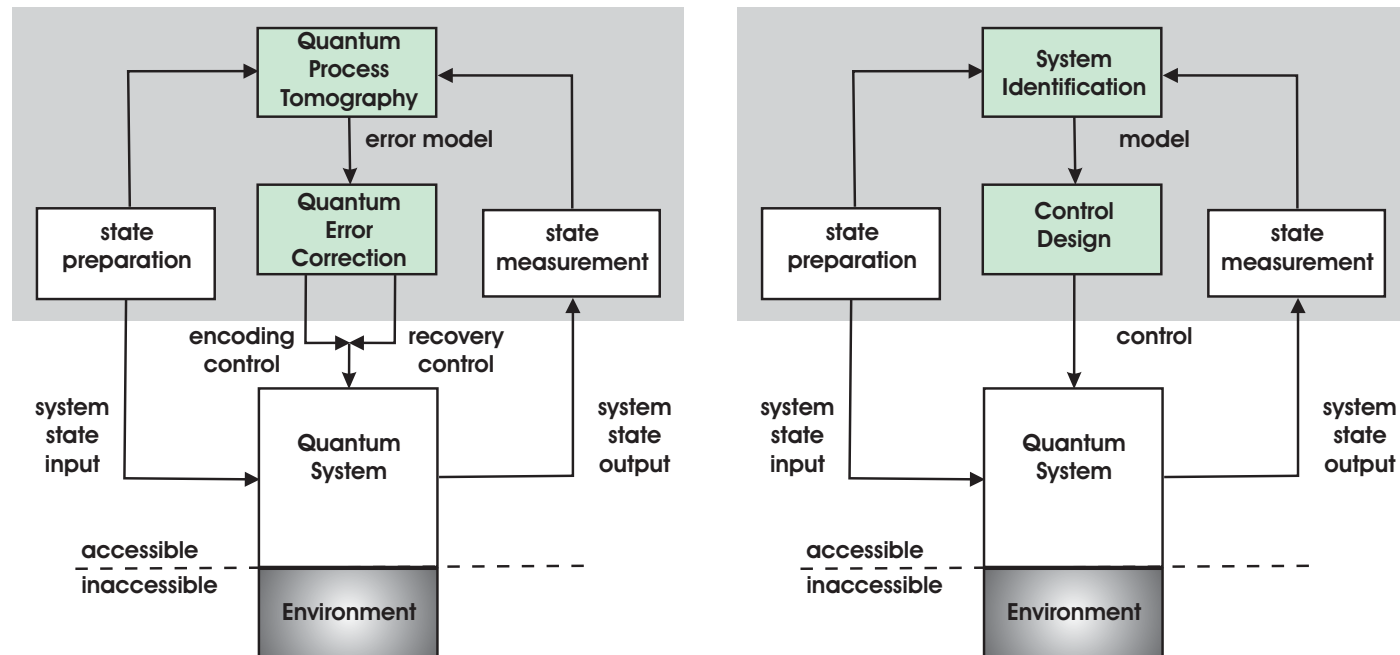 Quantum
Process
Tomography
error model
state
preparation
Quantum
Error
Correction
state
measurement
encoding
control
recovery
control
system
state
input
Quantum
System
system
state
output
accessible
inaccessible
Environment
System
Identification
model
state
preparation
Control
Design
state
measurement
control
system
state
input
Quantum
System
system
state
output
accessible
inaccessible
Environment